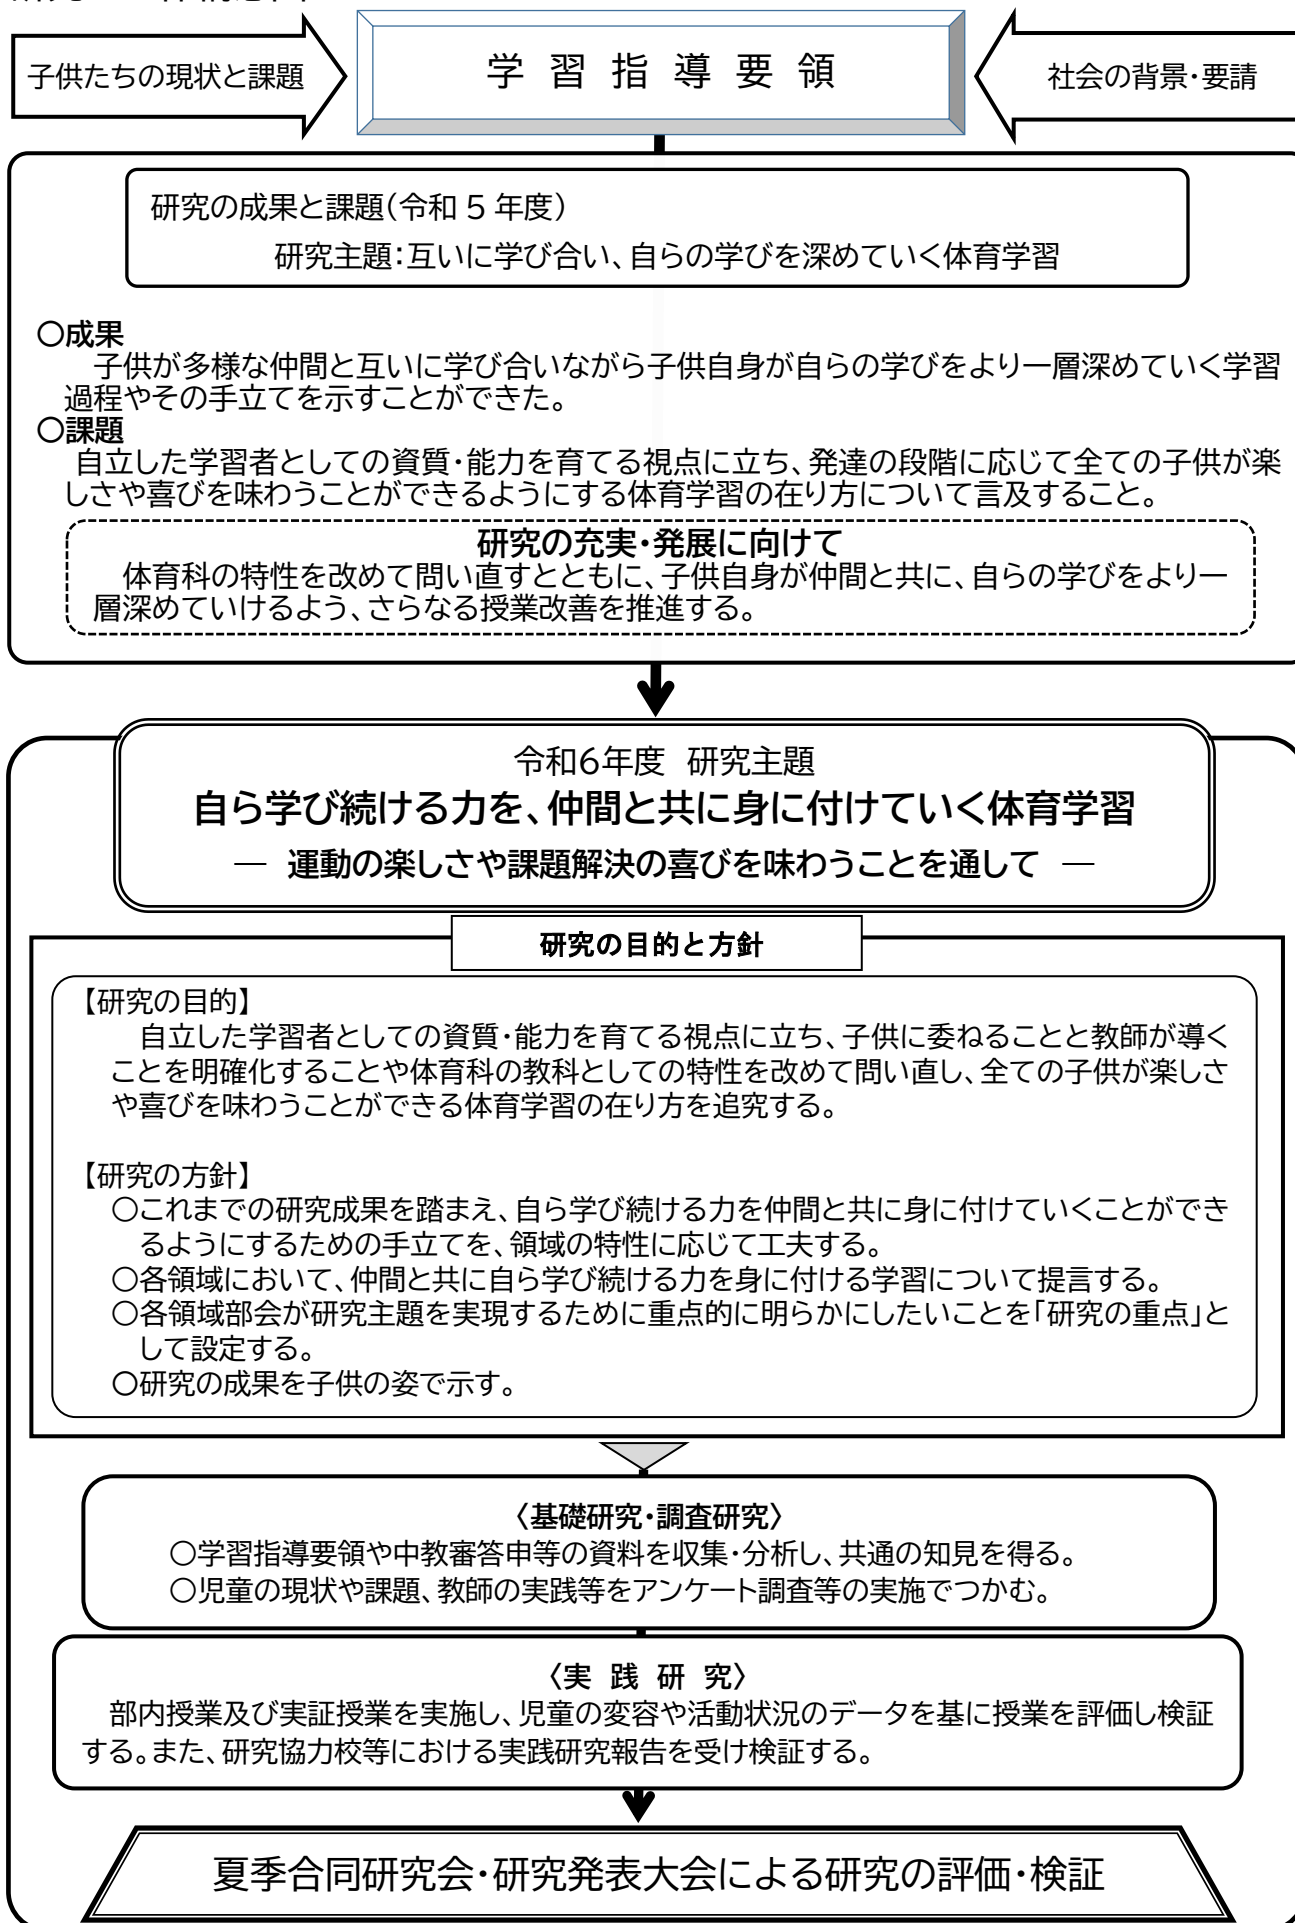 子供たちの現状と課題
学習指導要領
社会の背景・要請
研究の成果と課題（令和５年度）
研究主題：互いに学び合い、自らの学びを深めていく体育学習
〇成果
子供が多様な仲間と互いに学び合いながら子供自身が自らの学びをより一層深めていく学習
過程やその手立てを示すことができた。
〇課題
自立した学習者としての資質・能力を育てる視点に立ち、発達の段階に応じて全ての子供が楽
しさや喜びを味わうことができるようにする体育学習の在り方について言及すること。
研究の充実・発展に向けて
体育科の特性を改めて問い直すとともに、子供自身が仲間と共に、自らの学びをより一
層深めていけるよう、さらなる授業改善を推進する。
令和６年度 研究主題
自ら学び続ける力を、仲間と共に身に付けていく体育学習
― 運動の楽しさや課題解決の喜びを味わうことを通して ―
研究の目的と方針
【研究の目的】
自立した学習者としての資質・能力を育てる視点に立ち、子供に委ねることと教師が導く
ことを明確化することや体育科の教科としての特性を改めて問い直し、全ての子供が楽しさ
や喜びを味わうことができる体育学習の在り方を追究する。
【研究の方針】
〇これまでの研究成果を踏まえ、自ら学び続ける力を仲間と共に身に付けていくことができ
るようにするための手立てを、領域の特性に応じて工夫する。
〇各領域において、仲間と共に自ら学び続ける力を身に付ける学習について提言する。
〇各領域部会が研究主題を実現するために重点的に明らかにしたいことを「研究の重点」と
して設定する。
〇研究の成果を子供の姿で示す。
〈基礎研究・調査研究〉
〇学習指導要領や中教審答申等の資料を収集・分析し、共通の知見を得る。
〇児童の現状や課題、教師の実践等をアンケート調査等の実施でつかむ。
〈実 践 研 究〉
部内授業及び実証授業を実施し、児童の変容や活動状況のデータを基に授業を評価し検証
する。また、研究協力校等における実践研究報告を受け検証する。
夏季合同研究会・研究発表大会による研究の評価・検証